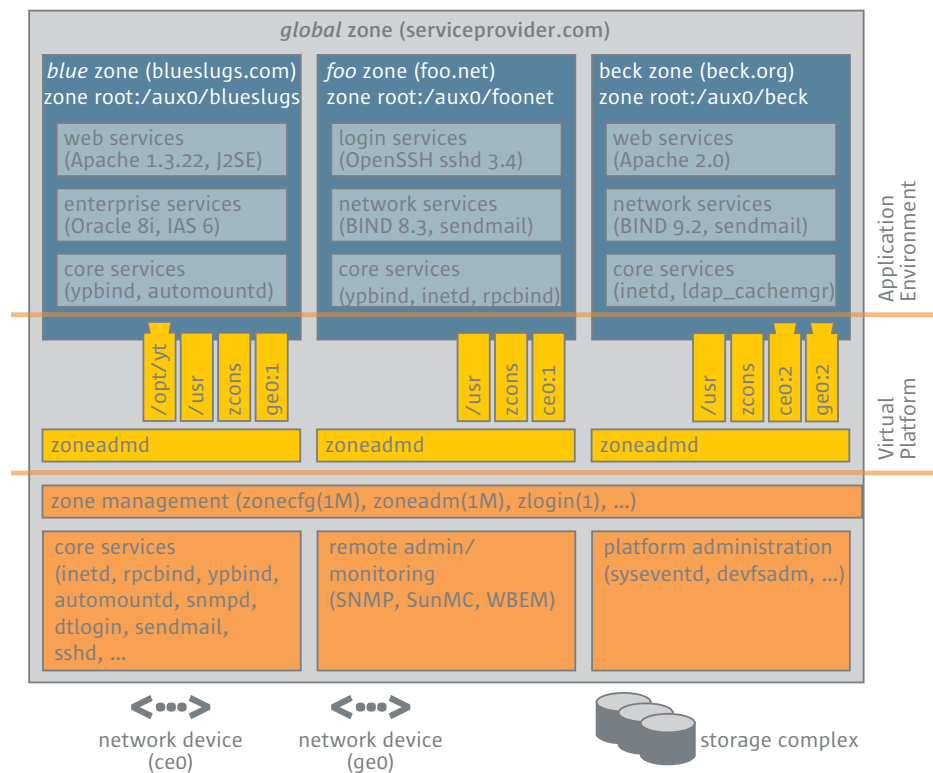 global zone (serviceprovider.com)
blue zone (blueslugs.com)
zone root:/aux0/blueslugs
web services
(Apache 1.3.22, J2SE)
enterprise services
(Oracle 8i, IAS 6)
core services
(ypbind, automountd)
foo zone (foo.net)
zone root:/aux0/foonet
login services
(OpenSSH sshd 3.4)
network services
(BIND 8.3, sendmail)
core services
(ypbind, inetd, rpcbind)
beck zone (beck.org)
zone root:/aux0/beck
web services
(Apache 2.0)
network services
(BIND 9.2, sendmail)
core services
(inetd, ldap_cachemgr)
Application
Environment
/opt/yt
/usr
zcons
ge0:1
/usr
zcons
ce0:1
/usr
zcons
ce0:2
ge0:2
zoneadmd
zoneadmd
zoneadmd
Virtual
Platform
zone management (zonecfg(1M), zoneadm(1M), zlogin(1), ...)
core services
(inetd, rpcbind, ypbind,
automountd, snmpd,
dtlogin, sendmail,
sshd, ...
remote admin/
monitoring
(SNMP, SunMC, WBEM)
platform administration
(syseventd, devfsadm, ...)
network device
(ce0)
network device
(ge0)
storage complex